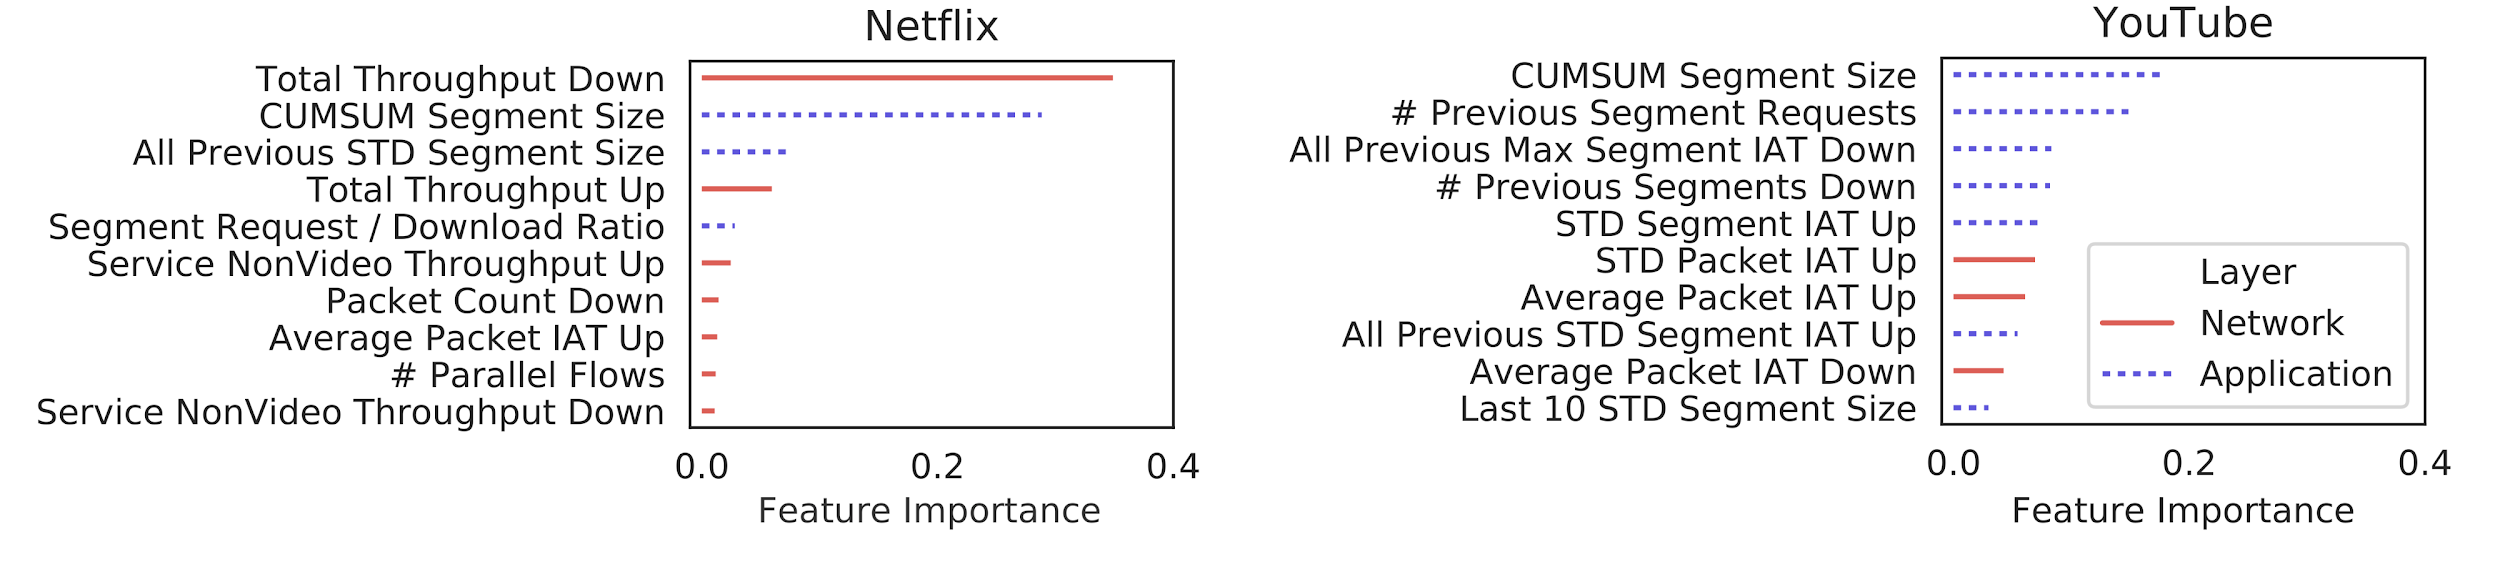 Netflix
Total Throughput Down
CUMSUM Segment Size
All Previous STD Segment Size
Total Throughput Up
Segment Request / Download Ratio
Service NonVideo Throughput Up
Packet Count Down
Average Packet IAT Up
# Parallel Flows
Service NonVideo Throughput Down
0.0 0.2 0.4
Feature Importance
YouTube
CUMSUM Segment Size
# Previous Segment Requests
All Previous Max Segment IAT Down
# Previous Segments Down
STD Segment IAT Up
STD Packet IAT Up
Average Packet IAT Up
All Previous STD Segment IAT Up
Average Packet IAT Down
Last 10 STD Segment Size
Layer
Network
Application
0.0 0.2 0.4
Feature Importance